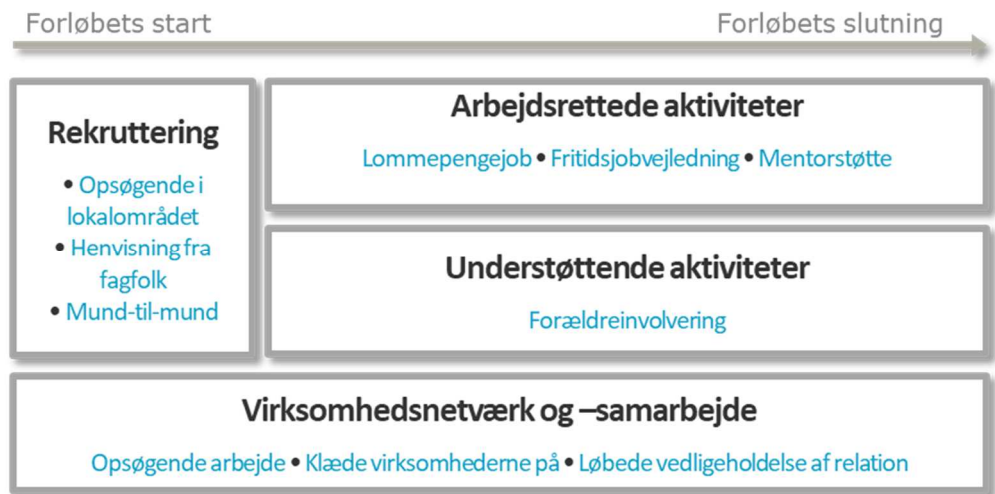 Forløbets start
Forløbets slutning
Rekruttering
• Opsøgende i
lokalområdet
• Henvisning fra
fagfolk
• Mund-til-mund
Arbejdsrettede aktiviteter
Lommepengejob • Fritidsjobvejledning • Mentorstøtte
Understøttende aktiviteter
Forældreinvolvering
Virksomhedsnetværk og –samarbejde
Opsøgende arbejde • Klæde virksomhederne på • Løbede vedligeholdelse af relation